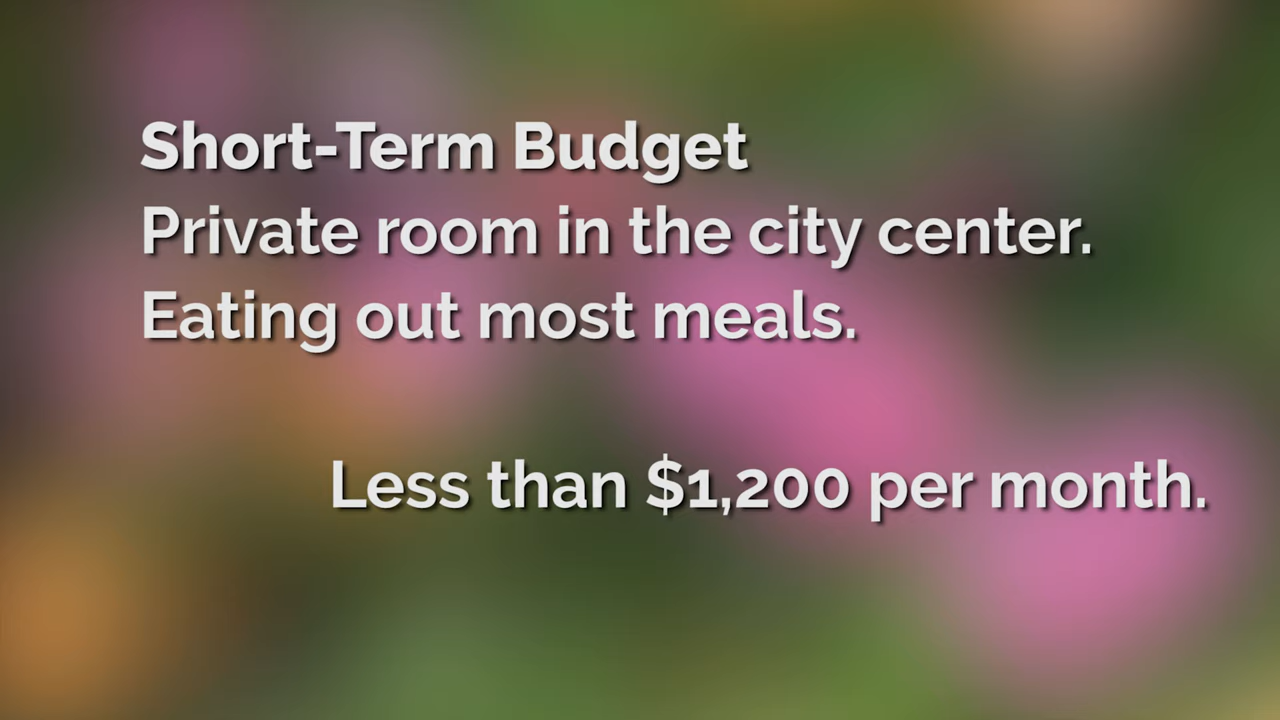 Short-Term Budget
Private room in the city center.
Eating out most meals.
Less than $1,200 per month.